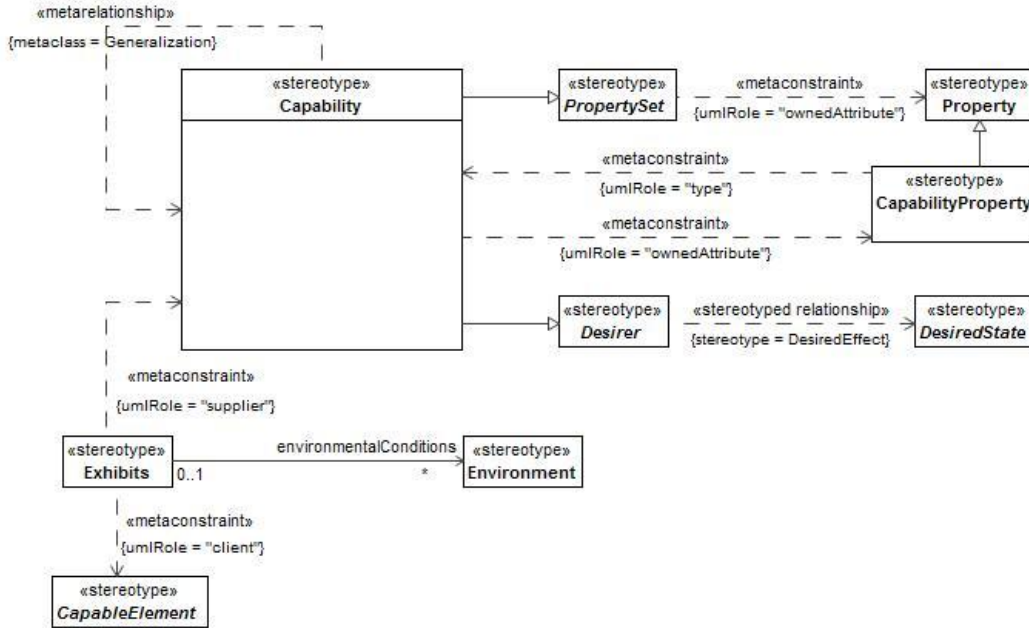 «metarelationship»
{metaclass = Generalization}
«stereotype»
Capability
«stereotype»
PropertySet
«metaconstraint»
{umlRole = "ownedAttribute"}
«stereotype»
Property
«metaconstraint»
{umlRole = "type"}
«stereotype»
CapabilityProperty
«metaconstraint»
{umlRole = "ownedAttribute"}
«stereotype»
Desirer
«stereotyped relationship»
{stereotype = DesiredEffect}
«stereotype»
DesiredState
«metaconstraint»
{umlRole = "supplier"}
«stereotype»
Exhibits
environmentalConditions
0..1
*
«stereotype»
Environment
«metaconstraint»
{umlRole = "client"}
«stereotype»
CapableElement